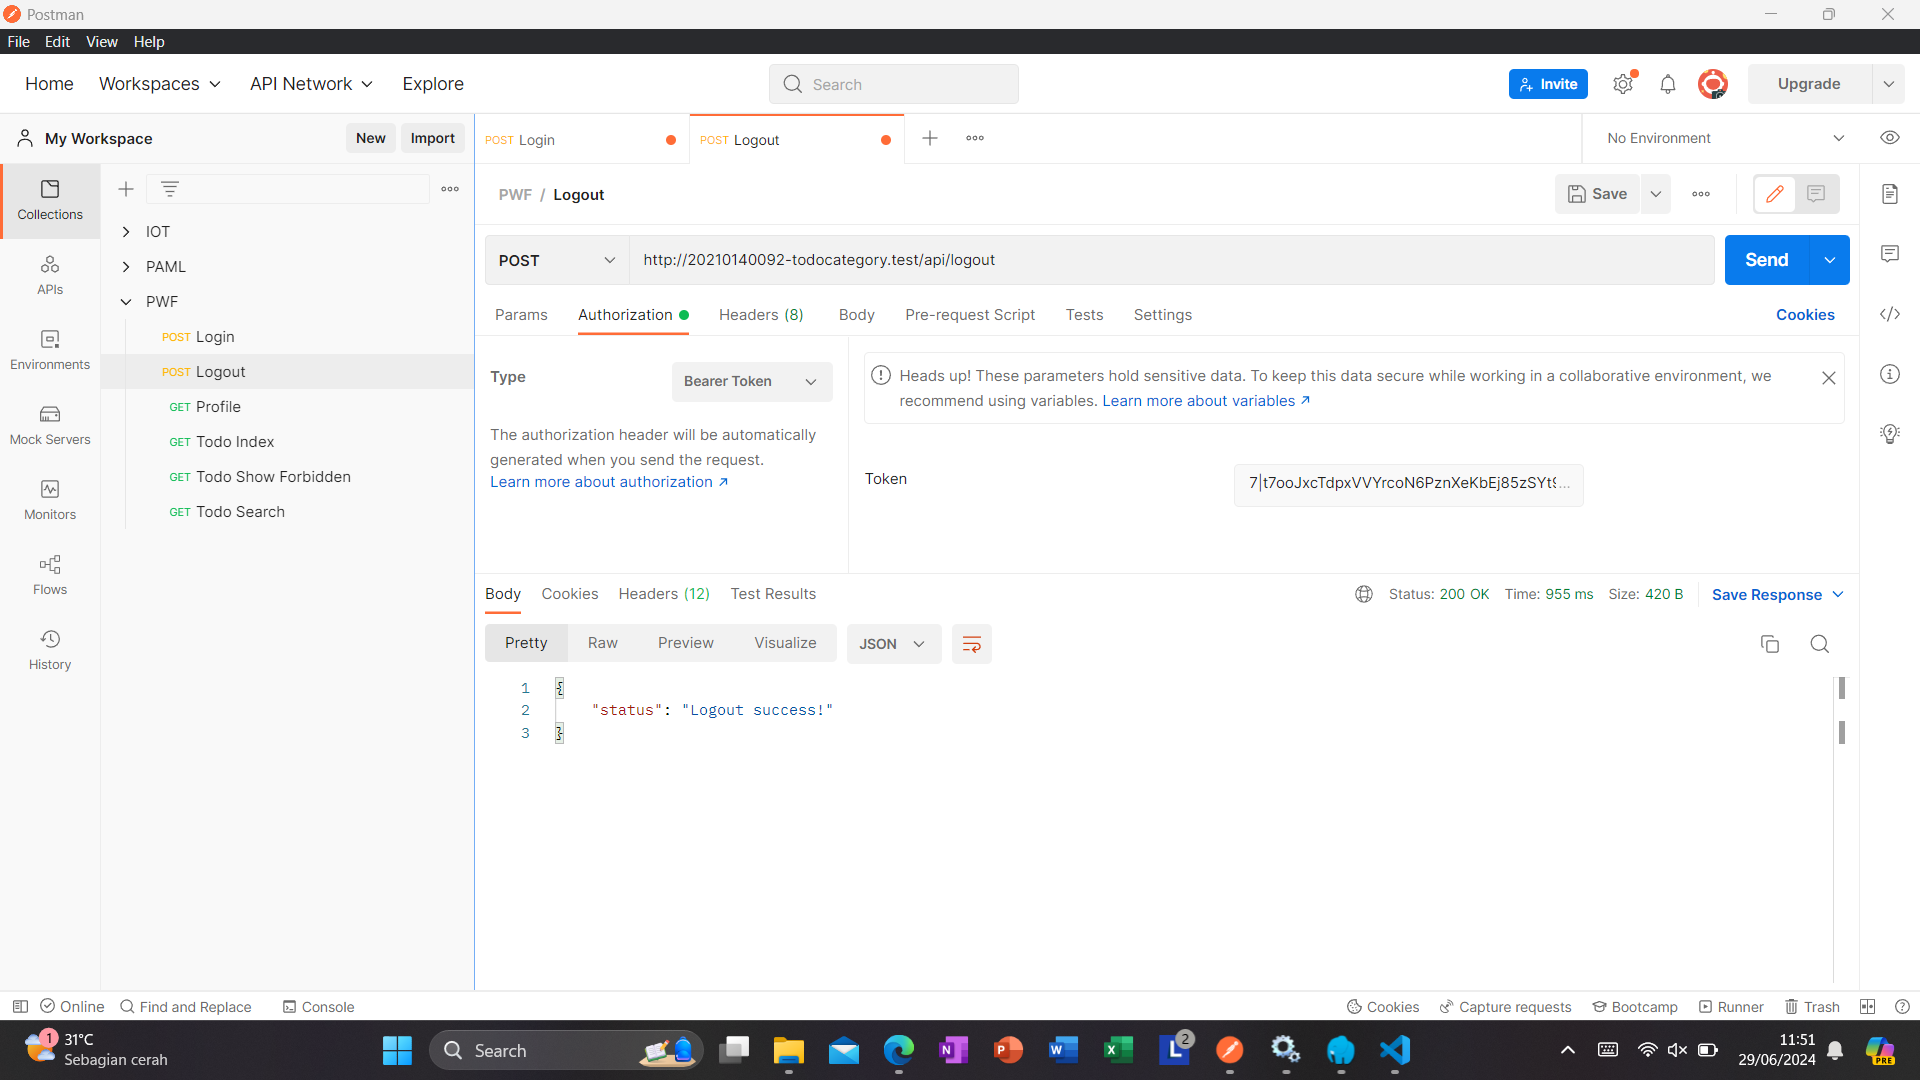 Postman
File Edit View Help
Home Workspaces API Network Explore Search Invite Upgrade
My Workspace New Import
POST Login POST Logout No Environment
PWF / Logout Save
Collections
APIs
Environments
Mock Servers
Monitors
Flows
History
IOT
PAML
PWF
POST Login
POST Logout
GET Profile
GET Todo Index
GET Todo Show Forbidden
GET Todo Search
POST http://20210140092-todocategory.test/api/logout Send
Params Authorization Headers (8) Body Pre-request Script Tests Settings Cookies
Type Bearer Token
The authorization header will be automatically
generated when you send the request.
Learn more about authorization ↗
Heads up! These parameters hold sensitive data. To keep this data secure while working in a collaborative environment, we
recommend using variables. Learn more about variables ↗
Token 7|t7ooJxcTdpxVVYrcoN6PznXeKbEj85zSYt9...
Body Cookies Headers (12) Test Results Status: 200 OK Time: 955 ms Size: 420 B Save Response
Pretty Raw Preview Visualize JSON
1 {
2 "status": "Logout success!"
3 }
Online Find and Replace Console Cookies Capture requests Bootcamp Runner Trash
1 31°C
Sebagian cerah
Search
2
11:51
29/06/2024
PRE